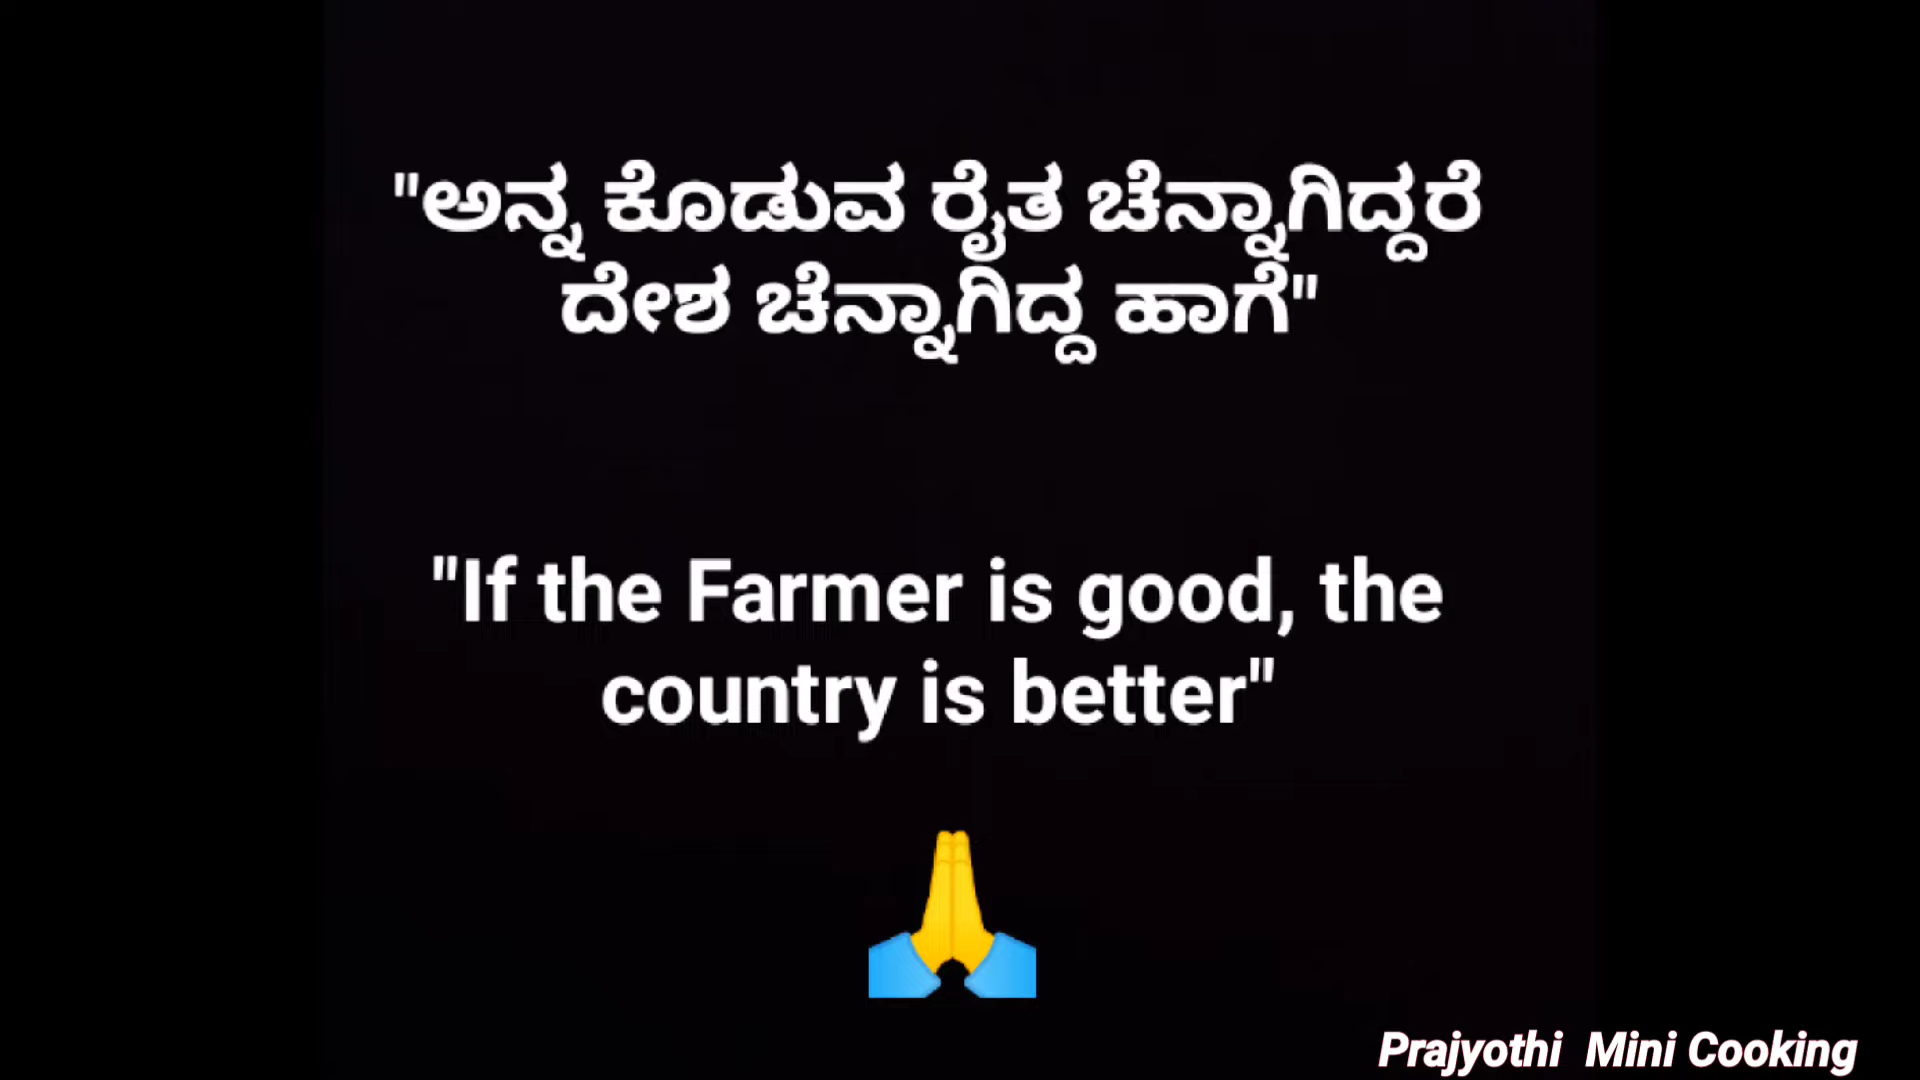 "ಅನ್ನ ಕೊಡುವ ರೈತ ಚೆನ್ನಾಗಿದ್ದರೆ
ದೇಶ ಚೆನ್ನಾಗಿದ್ದ ಹಾಗೆ"
"If the Farmer is good, the
country is better"
Prajyothi Mini Cooking